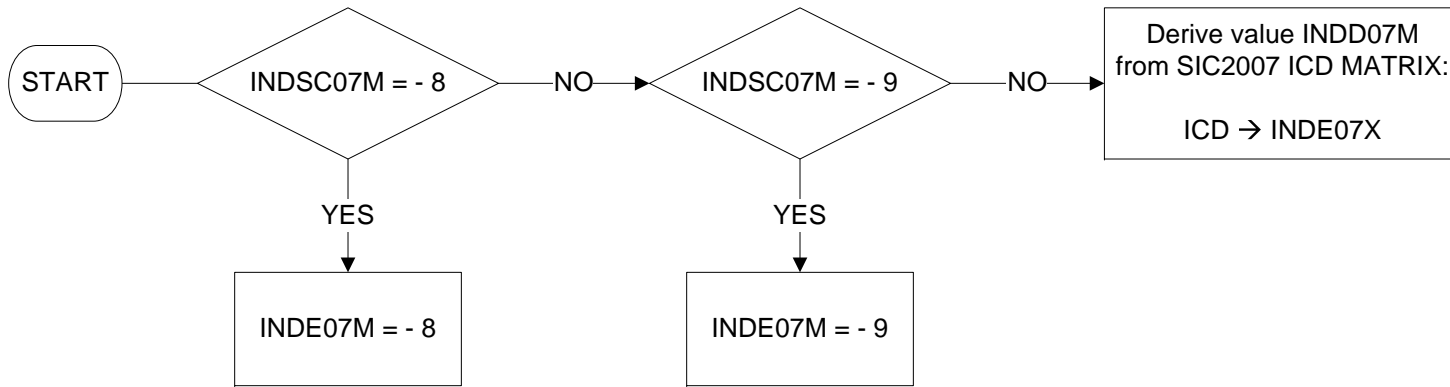 START
INDSC07M = - 8
NO
INDSC07M = - 9
NO
Derive value INDD07M
from SIC2007 ICD MATRIX:
ICD → INDE07X
YES
YES
INDE07M = - 8
INDE07M = - 9